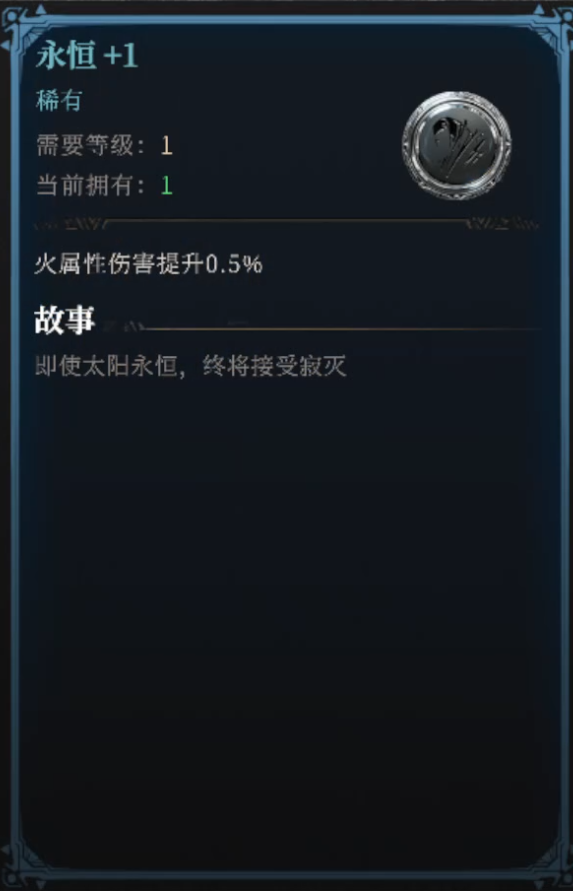 永恒 +1
稀有
需要等级：1
当前拥有：1
火属性伤害提升0.5%
故事
即使太阳永恒，终将接受寂灭